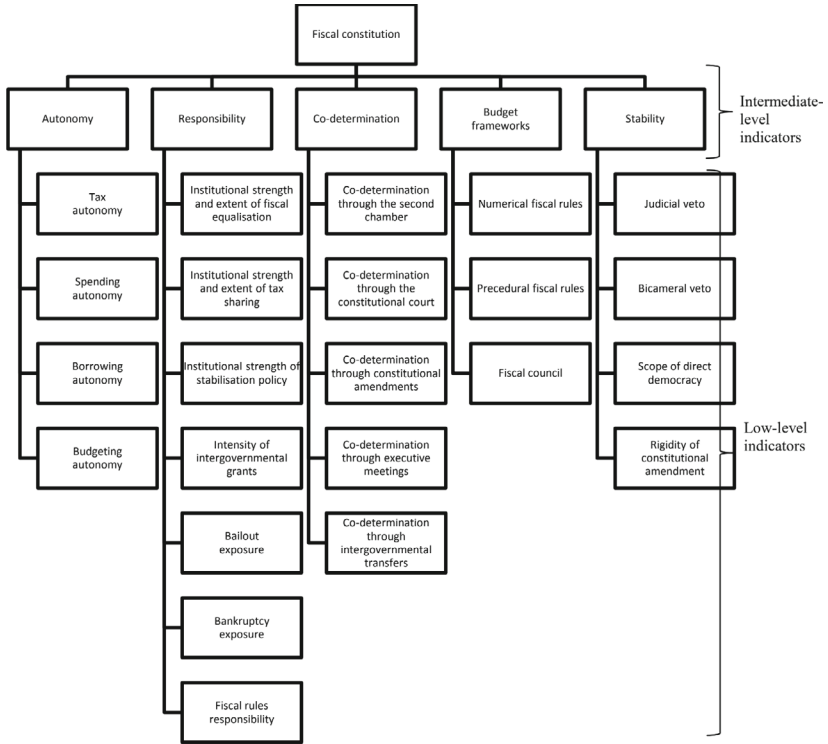 Fiscal constitution
Autonomy
Responsibility
Co-determination
Budget
frameworks
Stability
Intermediate-
level
indicators
Tax
autonomy
Spending
autonomy
Borrowing
autonomy
Budgeting
autonomy
Institutional strength
and extent of fiscal
equalisation
Institutional strength
and extent of tax
sharing
Institutional strength of
stabilisation policy
Intensity of
intergovernmental
grants
Bailout
exposure
Bankruptcy
exposure
Fiscal rules
responsibility
Co-determination
through the second
chamber
Co-determination
through the
constitutional court
Co-determination
through constitutional
amendments
Co-determination
through executive
meetings
Co-determination
through
intergovernmental
transfers
Numerical fiscal rules
Precedural fiscal rules
Fiscal council
Judicial veto
Bicameral veto
Scope of direct
democracy
Rigidity of
constitutional
amendment
Low-level
indicators